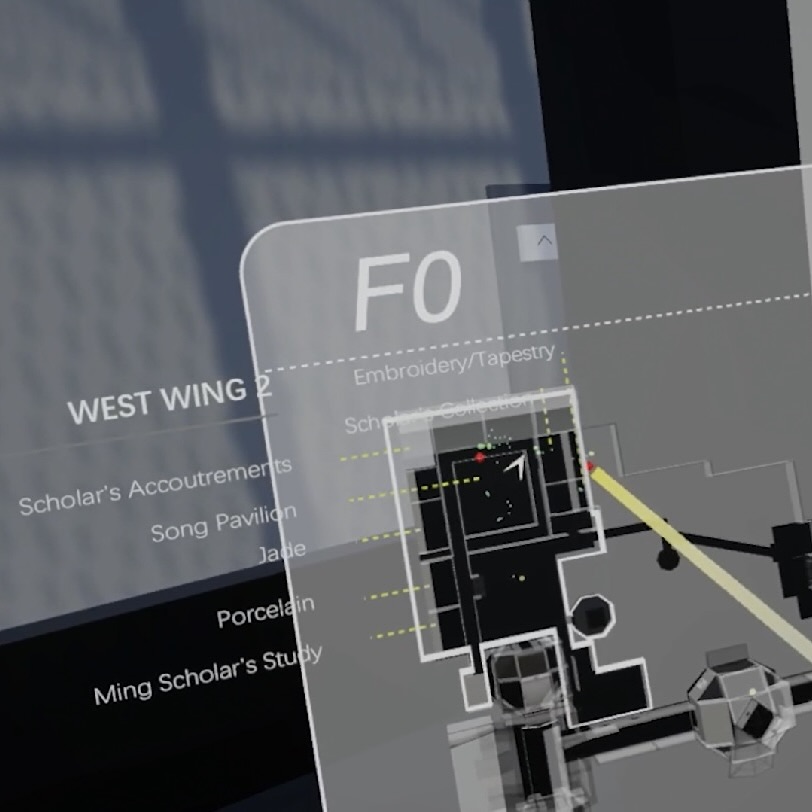 F0
Embroidery/Tapestry
Scholar's Collection
WEST WING 2
Scholar's Accoutrements
Song Pavilion
Jade
Porcelain
Ming Scholar's Study